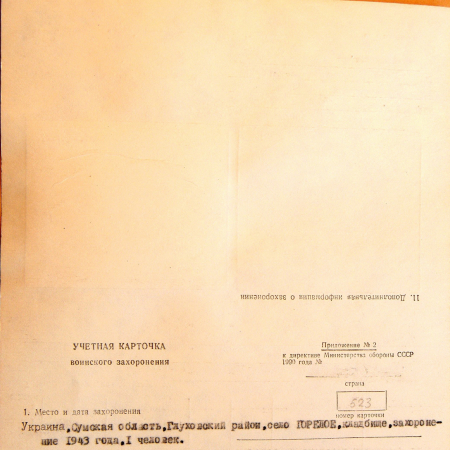 11. Дополнительная информация о захоронении
УЧЕТНАЯ КАРТОЧКА
воинского захоронения
Приложение № 2
к директиве Министерства обороны СССР
1990 года №
страна
523
номер карточки
1. Место и дата захоронения
Украина,Сумская область,Глуховский район,село ГОРЕЛОЕ,кладбище,захороне-
ние 1943 года,I человек.